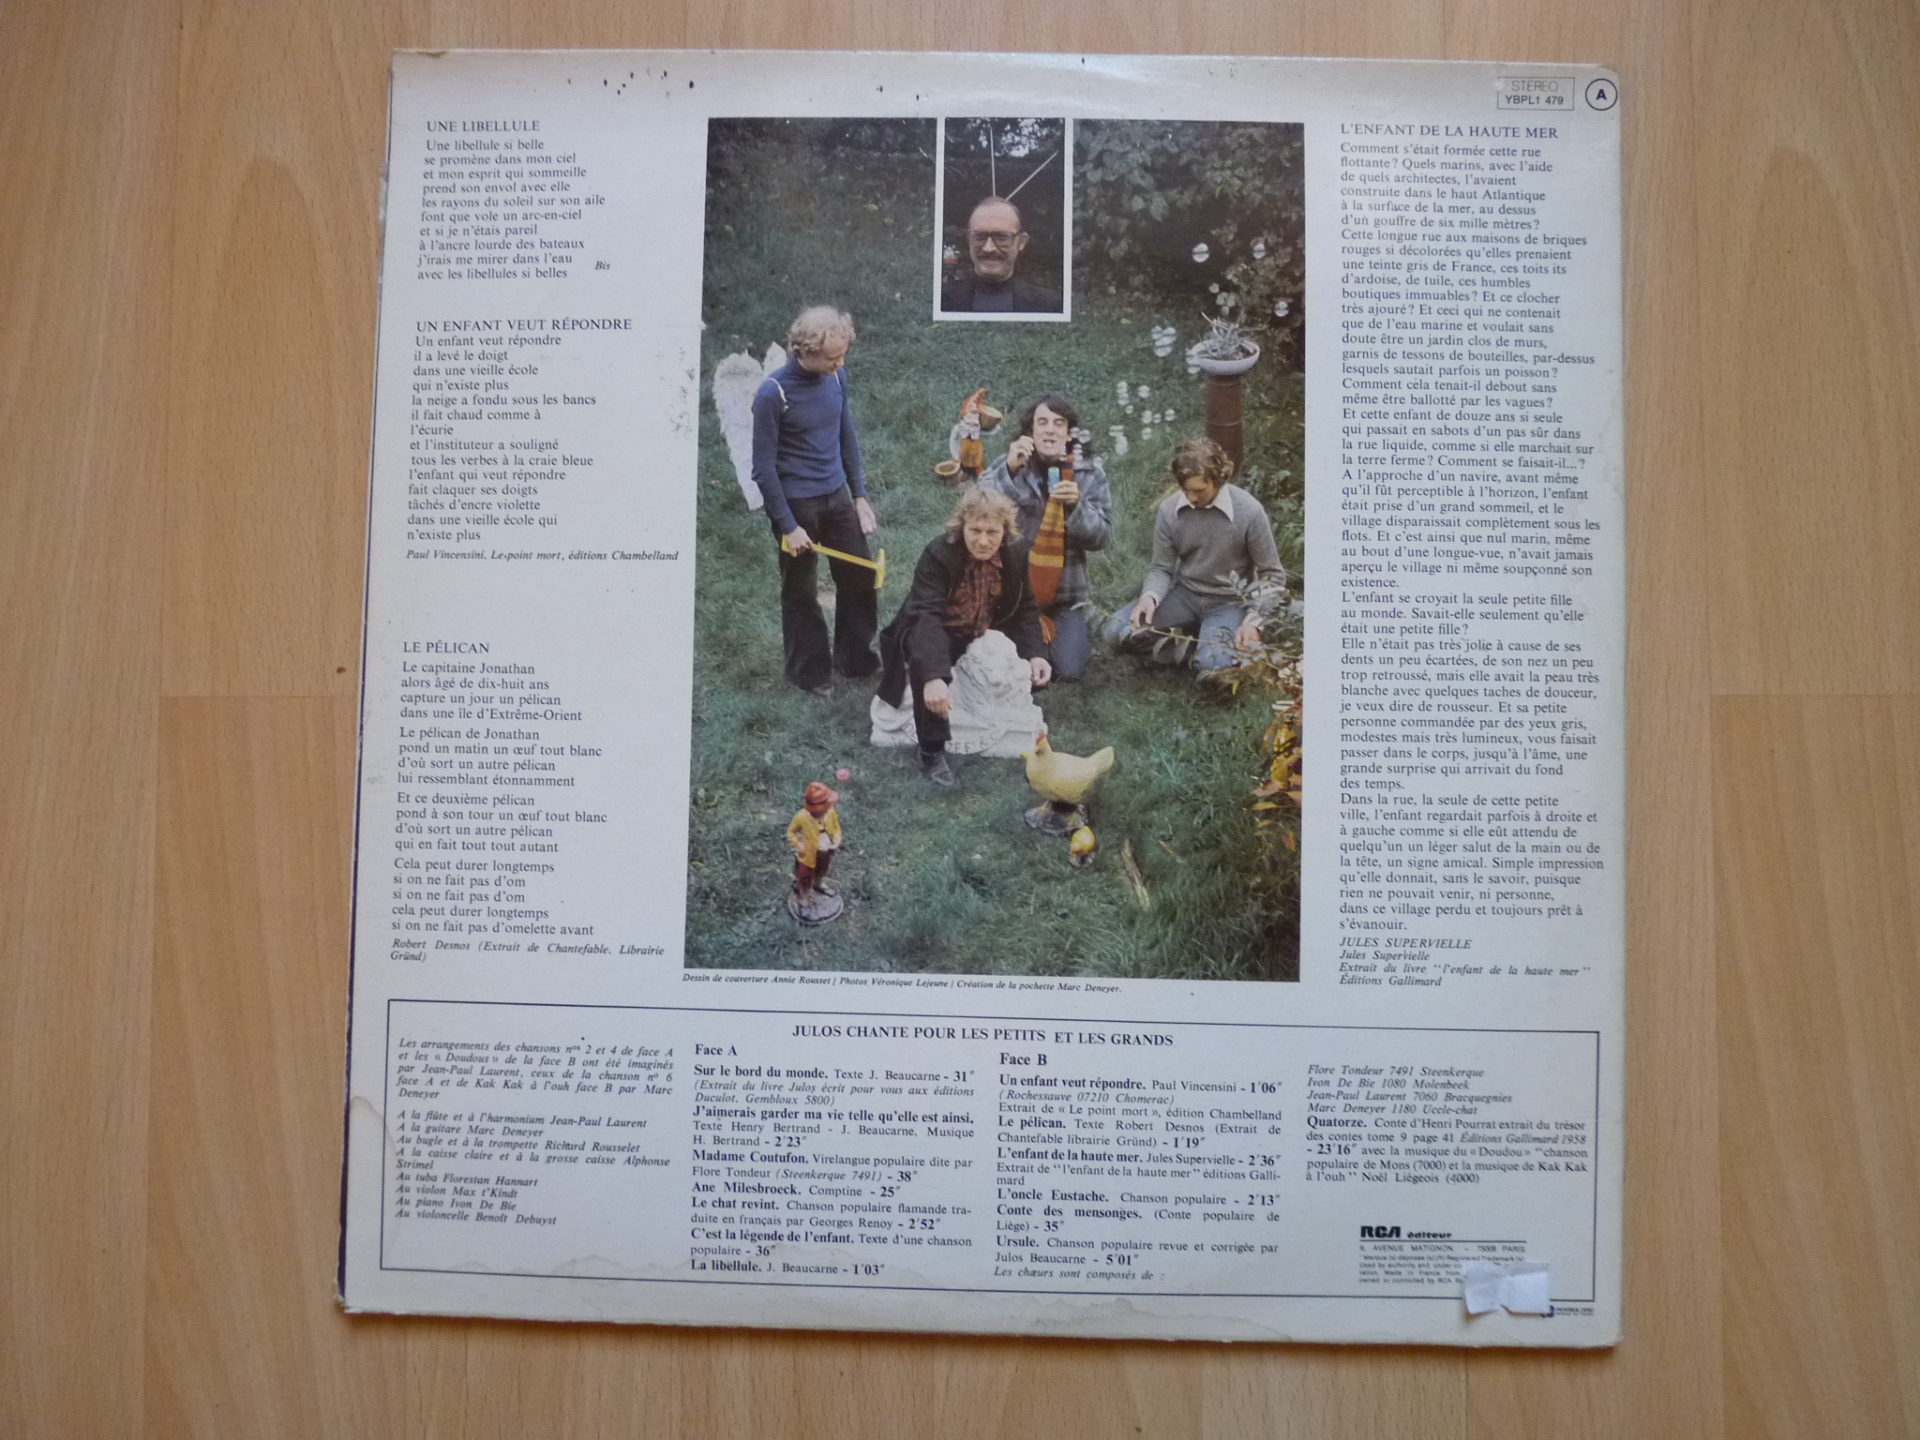 STEREO
YBPL1 479
A
UNE LIBELLULE
Une libellule si belle
se promène dans mon ciel
et mon esprit qui sommeille
prend son envol avec elle
les rayons du soleil sur son aile
font que vole un arc-en-ciel
et si je n'étais pareil
à l'ancre lourde des bateaux
j'irais me mirer dans l'eau
avec les libellules si belles
Bis
UN ENFANT VEUT RÉPONDRE
Un enfant veut répondre
il a levé le doigt
dans une vieille école
qui n'existe plus
la neige a fondu sous les bancs
il fait chaud comme à
l'écurie
et l'instituteur a souligné
tous les verbes à la craie bleue
l'enfant qui veut répondre
fait claquer ses doigts
tâchés d'encre violette
dans une vieille école qui
n'existe plus
Paul Vincensini. Le point mort, éditions Chambelland
LE PÉLICAN
Le capitaine Jonathan
alors âgé de dix-huit ans
capture un jour un pélican
dans une île d'Extrême-Orient
Le pélican de Jonathan
pond un matin un œuf tout blanc
d'où sort un autre pélican
lui ressemblant étonnamment
Et ce deuxième pélican
pond à son tour un œuf tout blanc
d'où sort un autre pélican
qui en fait tout tout autant
Cela peut durer longtemps
si on ne fait pas d'om
si on ne fait pas d'om
cela peut durer longtemps
si on ne fait pas d'omelette avant
Robert Desnos (Extrait de Chantefable. Librairie
Gründ)
Dessin de couverture Annie Rousset / Photos Véronique Lejeune / Création de la pochette Marc Deneyer.
L'ENFANT DE LA HAUTE MER
Comment s'était formée cette rue
flottante? Quels marins, avec l'aide
de quels architectes, l'avaient
construite dans le haut Atlantique
à la surface de la mer, au dessus
d'un gouffre de six mille mètres?
Cette longue rue aux maisons de briques
rouges si décolorées qu'elles prenaient
une teinte gris de France, ces toits its
d'ardoise, de tuile, ces humbles
boutiques immuables? Et ce clocher
très ajouré? Et ceci qui ne contenait
que de l'eau marine et voulait sans
doute être un jardin clos de murs,
garnis de tessons de bouteilles, par-dessus
lesquels sautait parfois un poisson?
Comment cela tenait-il debout sans
même être ballotté par les vagues?
Et cette enfant de douze ans si seule
qui passait en sabots d'un pas sûr dans
la rue liquide, comme si elle marchait sur
la terre ferme? Comment se faisait-il...?
A l'approche d'un navire, avant même
qu'il fût perceptible à l'horizon, l'enfant
était prise d'un grand sommeil, et le
village disparaissait complètement sous les
flots. Et c'est ainsi que nul marin, même
au bout d'une longue-vue, n'avait jamais
aperçu le village ni même soupçonné son
existence.
L'enfant se croyait la seule petite fille
au monde. Savait-elle seulement qu'elle
était une petite fille?
Elle n'était pas très jolie à cause de ses
dents un peu écartées, de son nez un peu
trop retroussé, mais elle avait la peau très
blanche avec quelques taches de douceur,
je veux dire de rousseur. Et sa petite
personne commandée par des yeux gris,
modestes mais très lumineux, vous faisait
passer dans le corps, jusqu'à l'âme, une
grande surprise qui arrivait du fond
des temps.
Dans la rue, la seule de cette petite
ville, l'enfant regardait parfois à droite et
à gauche comme si elle eût attendu de
quelqu'un un léger salut de la main ou de
la tête, un signe amical. Simple impression
qu'elle donnait, sans le savoir, puisque
rien ne pouvait venir, ni personne,
dans ce village perdu et toujours prêt à
s'évanouir.
JULES SUPERVIELLE
Jules Supervielle
Extrait du livre "l'enfant de la haute mer"
Éditions Gallimard
JULOS CHANTE POUR LES PETITS ET LES GRANDS
Les arrangements des chansons nos 2 et 4 de face A
et les « Doudous » de la face B ont été imaginés
par Jean-Paul Laurent, ceux de la chanson no 6
face A et de Kak Kak à l'ouh face B par Marc
Deneyer
A la flûte et à l'harmonium Jean-Paul Laurent
A la guitare Marc Deneyer
Au bugle et à la trompette Richard Rousselet
A la caisse claire et à la grosse caisse Alphonse
Strimel
Au tuba Florestan Hannart
Au violon Max t'Kindt
Au piano Ivon De Bie
Au violoncelle Benoît Debuyst
Face A
Sur le bord du monde. Texte J. Beaucarne - 31"
(Extrait du livre Julos écrit pour vous aux éditions
Duculot, Gembloux 5800)
J'aimerais garder ma vie telle qu'elle est ainsi.
Texte Henry Bertrand - J. Beaucarne. Musique
H. Bertrand - 2'23"
Madame Coutufon. Virelangue populaire dite par
Flore Tondeur (Steenkerque 7491) - 38"
Ane Milesbroeck. Comptine - 25"
Le chat revint. Chanson populaire flamande tra-
duite en français par Georges Renoy - 2'52"
C'est la légende de l'enfant. Texte d'une chanson
populaire - 36"
La libellule. J. Beaucarne - 1'03"
Face B
Un enfant veut répondre. Paul Vincensini - 1'06"
(Rochessauve 07210 Chomerac)
Extrait de « Le point mort », édition Chambelland
Le pélican. Texte Robert Desnos (Extrait de
Chantefable librairie Gründ) - 1'19"
L'enfant de la haute mer. Jules Supervielle - 2'36"
Extrait de "l'enfant de la haute mer" éditions Galli-
mard
L'oncle Eustache. Chanson populaire - 2'13"
Conte des mensonges. (Conte populaire de
Liège) - 35"
Ursule. Chanson populaire revue et corrigée par
Julos Beaucarne - 5'01"
Les chœurs sont composés de :
Flore Tondeur 7491 Steenkerque
Ivon De Bie 1080 Molenbeek
Jean-Paul Laurent 7060 Bracquegnies
Marc Deneyer 1180 Uccle-chat
Quatorze. Conte d'Henri Pourrat extrait du trésor
des contes tome 9 page 41 Éditions Gallimard 1958
- 23'16" avec la musique du « Doudou » "chanson
populaire de Mons (7000) et la musique de Kak Kak
à l'ouh" Noël Liégeois (4000)
RCA éditeur
9, AVENUE MATIGNON - 75008 PARIS